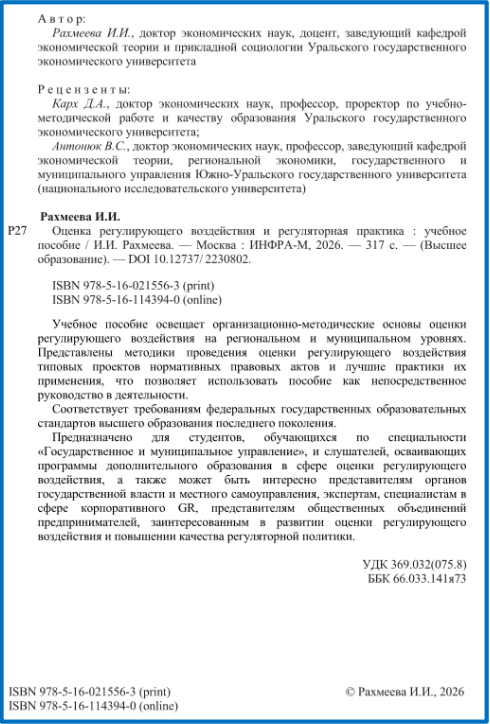 А в т о р:
Рахмеева И.И., доктор экономических наук, доцент, заведующий кафедрой
экономической теории и прикладной социологии Уральского государственного
экономического университета
Р е ц е н з е н т ы:
Карх Д.А., доктор экономических наук, профессор, проректор по учебно-
методической работе и качеству образования Уральского государственного
экономического университета;
Антонюк В.С., доктор экономических наук, профессор, заведующий кафедрой
экономической теории, региональной экономики, государственного и
муниципального управления Южно-Уральского государственного университета
(национального исследовательского университета)
Рахмеева И.И.
Р27 Оценка регулирующего воздействия и регуляторная практика : учебное
пособие / И.И. Рахмеева. — Москва : ИНФРА-М, 2026. — 317 с. — (Высшее
образование). — DOI 10.12737/ 2230802.
ISBN 978-5-16-021556-3 (print)
ISBN 978-5-16-114394-0 (online)
Учебное пособие освещает организационно-методические основы оценки
регулирующего воздействия на региональном и муниципальном уровнях.
Представлены методики проведения оценки регулирующего воздействия
типовых проектов нормативных правовых актов и лучшие практики их
применения, что позволяет использовать пособие как непосредственное
руководство в деятельности.
Соответствует требованиям федеральных государственных образовательных
стандартов высшего образования последнего поколения.
Предназначено для студентов, обучающихся по специальности
«Государственное и муниципальное управление», и слушателей, осваивающих
программы дополнительного образования в сфере оценки регулирующего
воздействия, а также может быть интересно представителям органов
государственной власти и местного самоуправления, экспертам, специалистам в
сфере корпоративного GR, представителям общественных объединений
предпринимателей, заинтересованным в развитии оценки регулирующего
воздействия и повышении качества регуляторной политики.
УДК 369.032(075.8)
ББК 66.033.141я73
ISBN 978-5-16-021556-3 (print)
ISBN 978-5-16-114394-0 (online)
© Рахмеева И.И., 2026